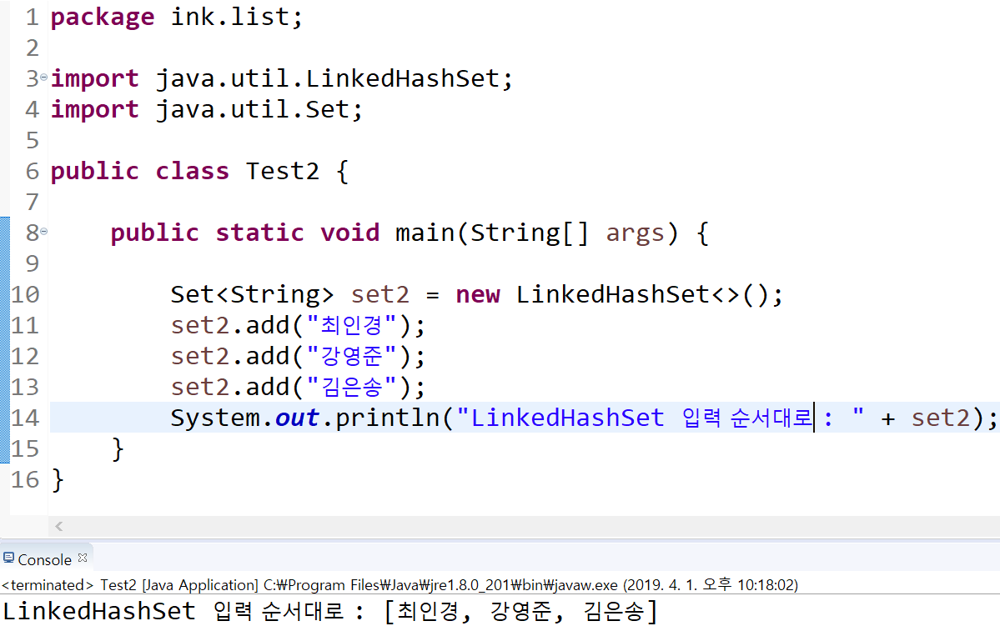 1 package ink.list;
2
3 import java.util.LinkedHashSet;
4 import java.util.Set;
5
6 public class Test2 {
7
8 public static void main(String[] args) {
9
10 Set<String> set2 = new LinkedHashSet<>();
11 set2.add("최인경");
12 set2.add("강영준");
13 set2.add("김은송");
14 System.out.println("LinkedHashSet 입력 순서대로 : " + set2);
15 }
16 }
Console
<terminated> Test2 [Java Application] C:₩Program Files₩Java₩jre1.8.0_201₩bin₩javaw.exe (2019. 4. 1. 오후 10:18:02)
LinkedHashSet 입력 순서대로 : [최인경, 강영준, 김은송]